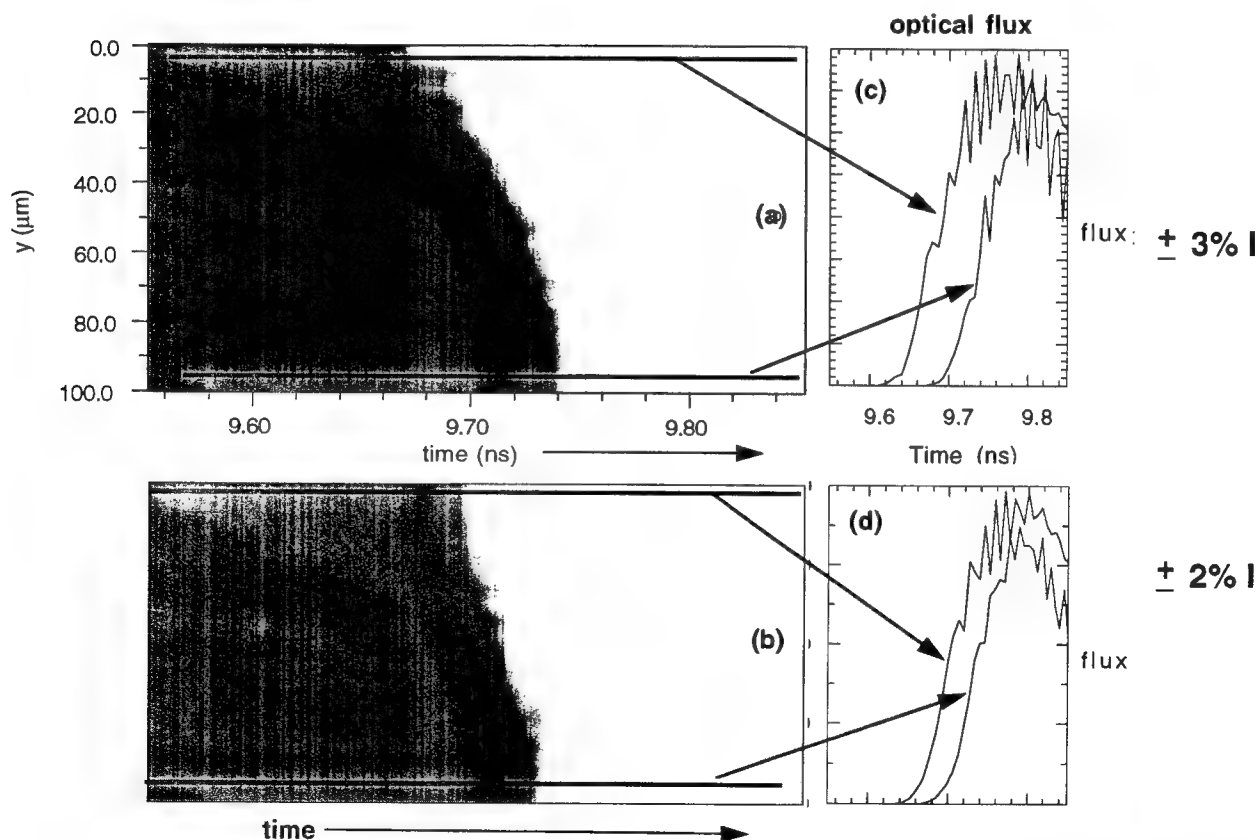 optical flux
0.0
20.0
40.0
60.0
80.0
100.0
y (µm)
(a)
9.60
9.70
9.80
time (ns)
(c)
9.6
9.7
9.8
Time (ns)
flux:
± 3% I
(b)
time
(d)
flux
± 2% I